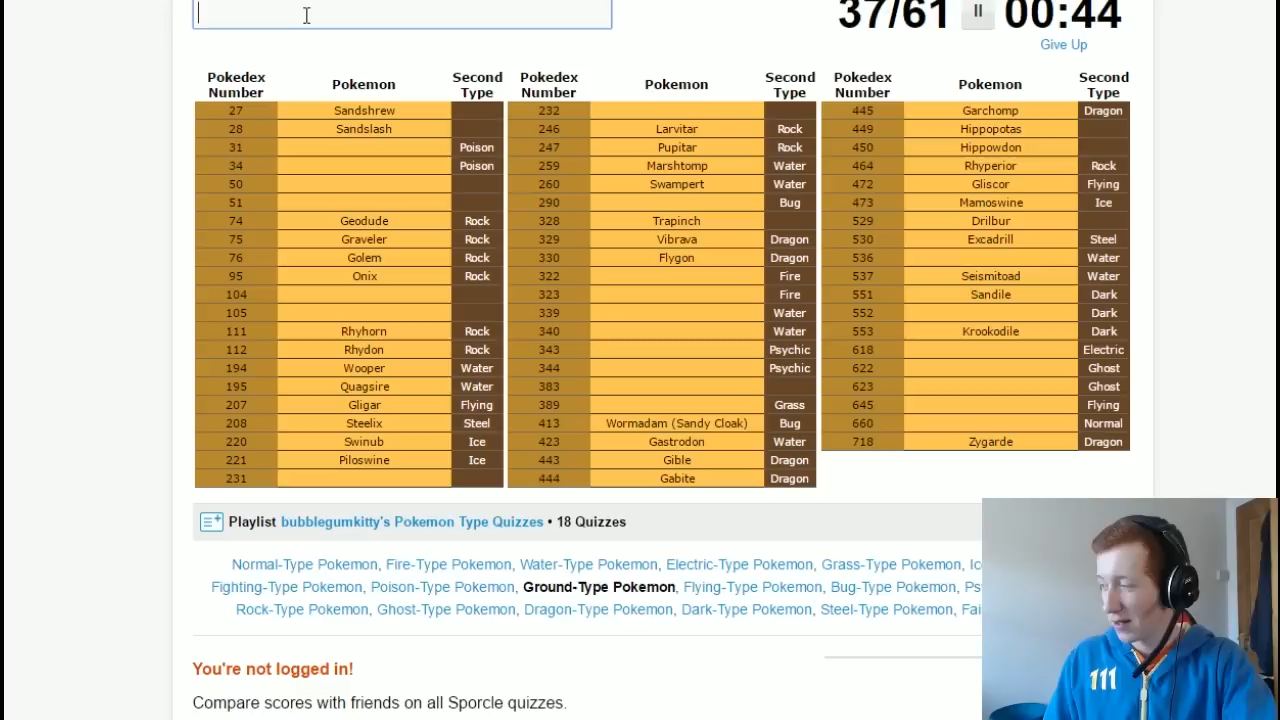 37/61 II 00:44
Give Up
Pokedex Number Pokemon Second Type Pokedex Number Pokemon Second Type Pokedex Number Pokemon Second Type
27 Sandshrew 232 445 Garchomp Dragon
28 Sandslash 246 Larvitar Rock 449 Hippopotas
31 Poison 247 Pupitar Rock 450 Hippowdon
34 Poison 259 Marshtomp Water 464 Rhyperior Rock
50 260 Swampert Water 472 Gliscor Flying
51 290 Bug 473 Mamoswine Ice
74 Geodude Rock 328 Trapinch 529 Drilbur
75 Graveler Rock 329 Vibrava Dragon 530 Excadrill Steel
76 Golem Rock 330 Flygon Dragon 536 Water
95 Onix Rock 322 Fire 537 Seismitoad Water
104 323 Fire 551 Sandile Dark
105 339 Water 552 Dark
111 Rhyhorn Rock 340 Water 553 Krookodile Dark
112 Rhydon Rock 343 Psychic 618 Electric
194 Wooper Water 344 Psychic 622 Ghost
195 Quagsire Water 383 623 Ghost
207 Gligar Flying 389 Grass 645 Flying
208 Steelix Steel 413 Wormadam (Sandy Cloak) Bug 660 Normal
220 Swinub Ice 423 Gastrodon Water 718 Zygarde Dragon
221 Piloswine Ice 443 Gible Dragon
231 444 Gabite Dragon
Playlist bubblegumkitty's Pokemon Type Quizzes • 18 Quizzes
Normal-Type Pokemon, Fire-Type Pokemon, Water-Type Pokemon, Electric-Type Pokemon, Grass-Type Pokemon, Ic
Fighting-Type Pokemon, Poison-Type Pokemon, Ground-Type Pokemon, Flying-Type Pokemon, Bug-Type Pokemon, Ps
Rock-Type Pokemon, Ghost-Type Pokemon, Dragon-Type Pokemon, Dark-Type Pokemon, Steel-Type Pokemon, Fai
You're not logged in!
Compare scores with friends on all Sporcle quizzes.
111